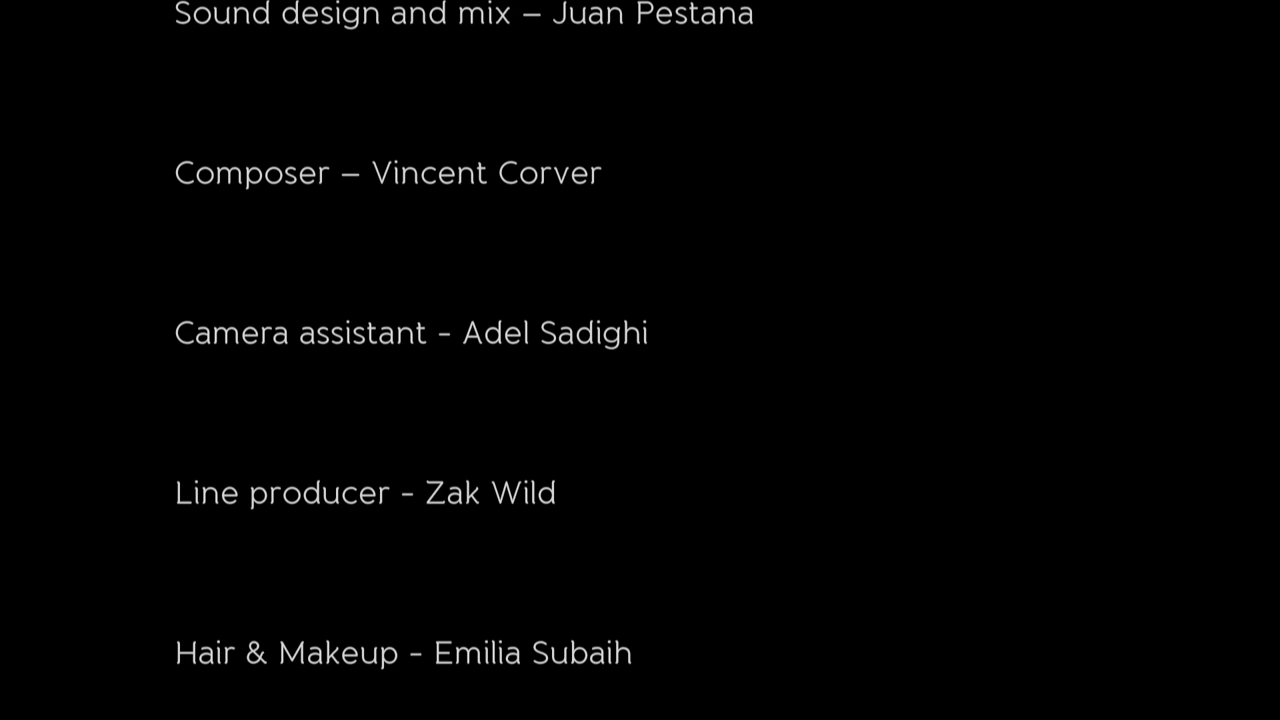 Sound design and mix – Juan Pestana
Composer – Vincent Corver
Camera assistant - Adel Sadighi
Line producer - Zak Wild
Hair & Makeup - Emilia Subaih